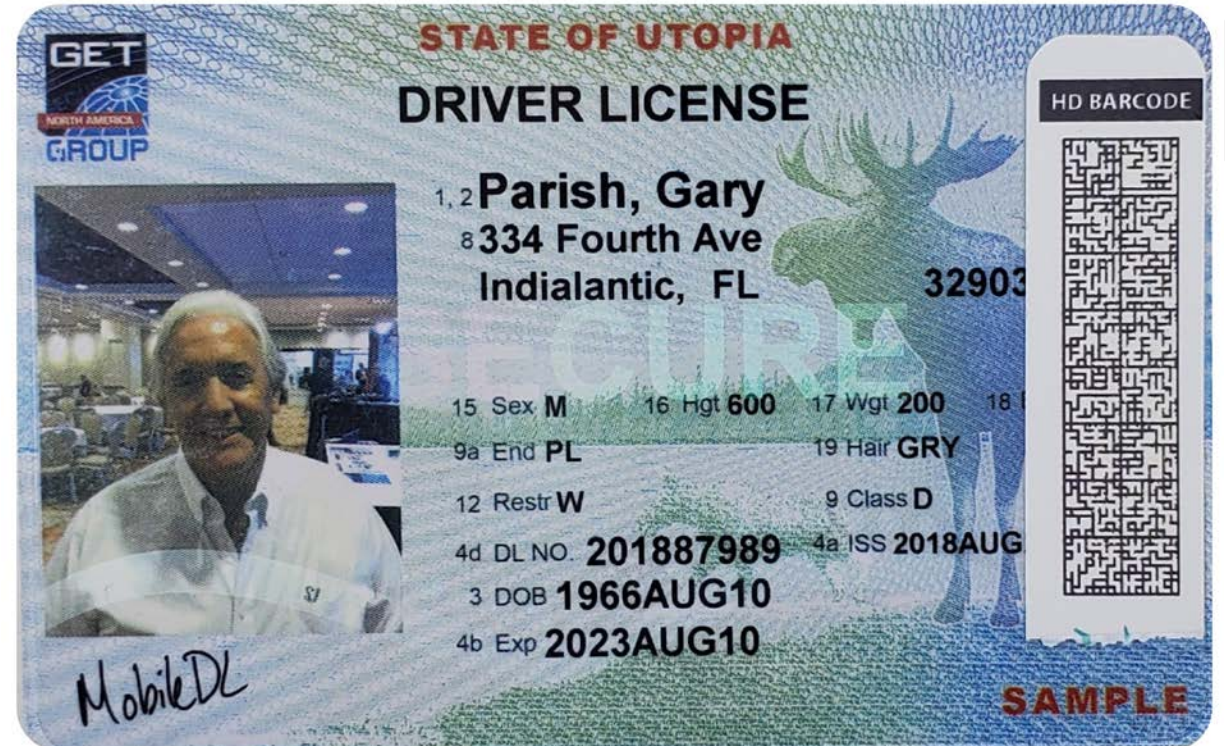 STATE OF UTOPIA
GET
NORTH AMERICA
GROUP
DRIVER LICENSE
HD BARCODE
1, 2 Parish, Gary
8 334 Fourth Ave
Indialantic, FL 32903
SECURE
15 Sex M 16 Hgt 600 17 Wgt 200 18
9a End PL 19 Hair GRY
12 Restr W 9 Class D
4d DL NO. 201887989 4a ISS 2018AUG
3 DOB 1966AUG10
4b Exp 2023AUG10
MobileDL
SAMPLE